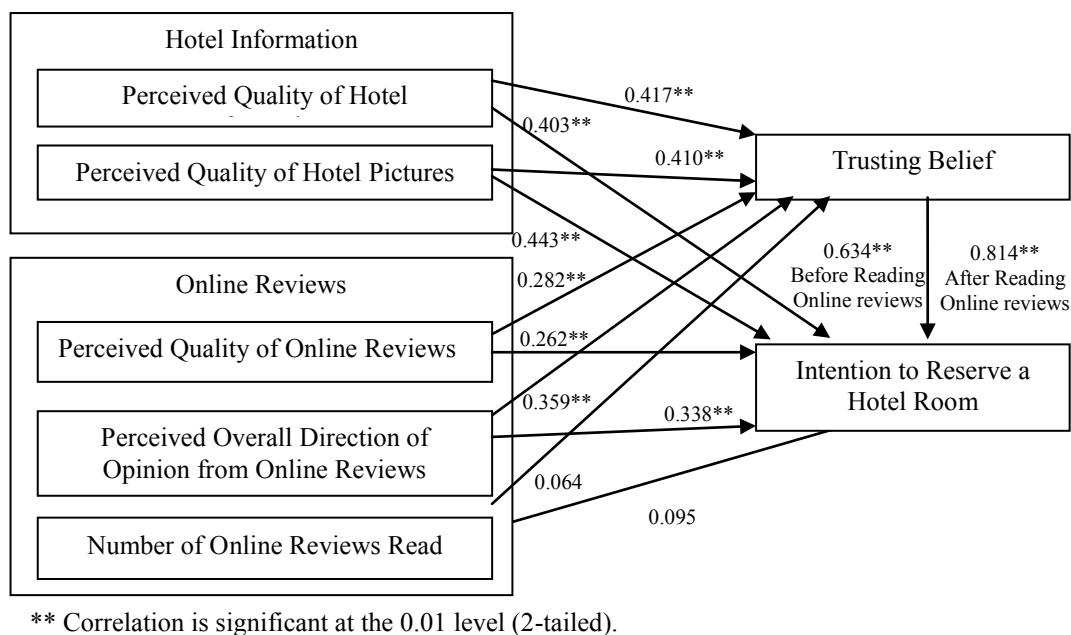 Hotel Information
Perceived Quality of Hotel
Perceived Quality of Hotel Pictures
Online Reviews
Perceived Quality of Online Reviews
Perceived Overall Direction of
Opinion from Online Reviews
Number of Online Reviews Read
0.417**
0.403**
0.410**
0.443**
0.282**
0.262**
0.359**
0.338**
0.064
0.095
Trusting Belief
0.634**
Before Reading
Online reviews
0.814**
After Reading
Online reviews
Intention to Reserve a
Hotel Room
** Correlation is significant at the 0.01 level (2-tailed).